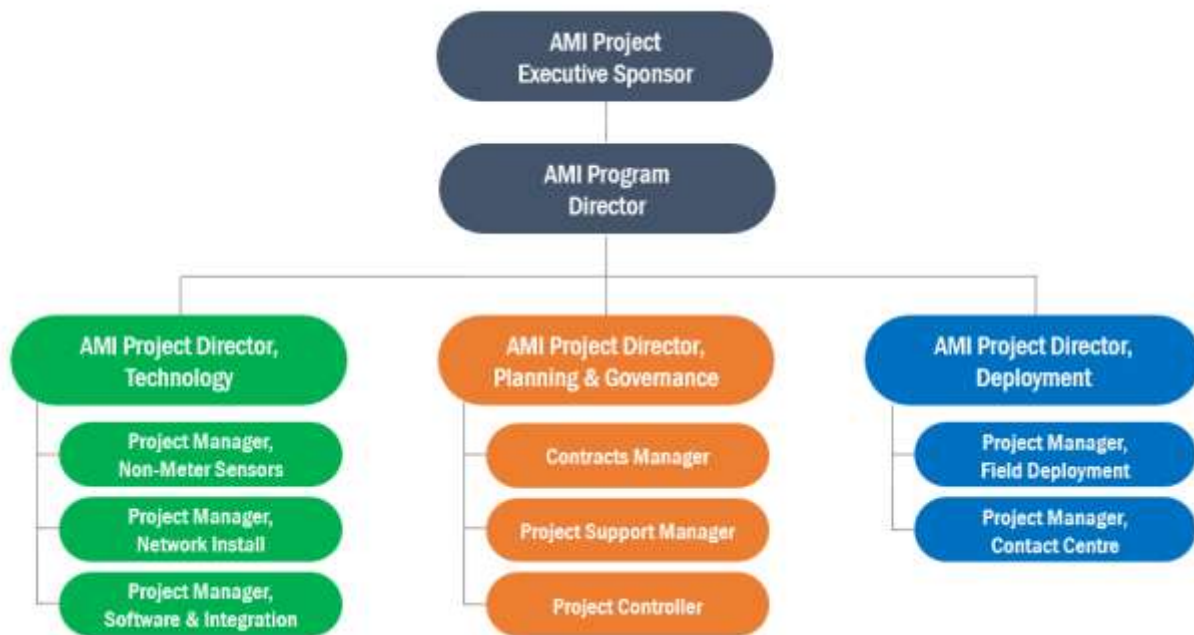 AMI Project
Executive Sponsor
AMI Program
Director
AMI Project Director,
Technology
Project Manager,
Non-Meter Sensors
Project Manager,
Network Install
Project Manager,
Software & Integration
AMI Project Director,
Planning & Governance
Contracts Manager
Project Support Manager
Project Controller
AMI Project Director,
Deployment
Project Manager,
Field Deployment
Project Manager,
Contact Centre